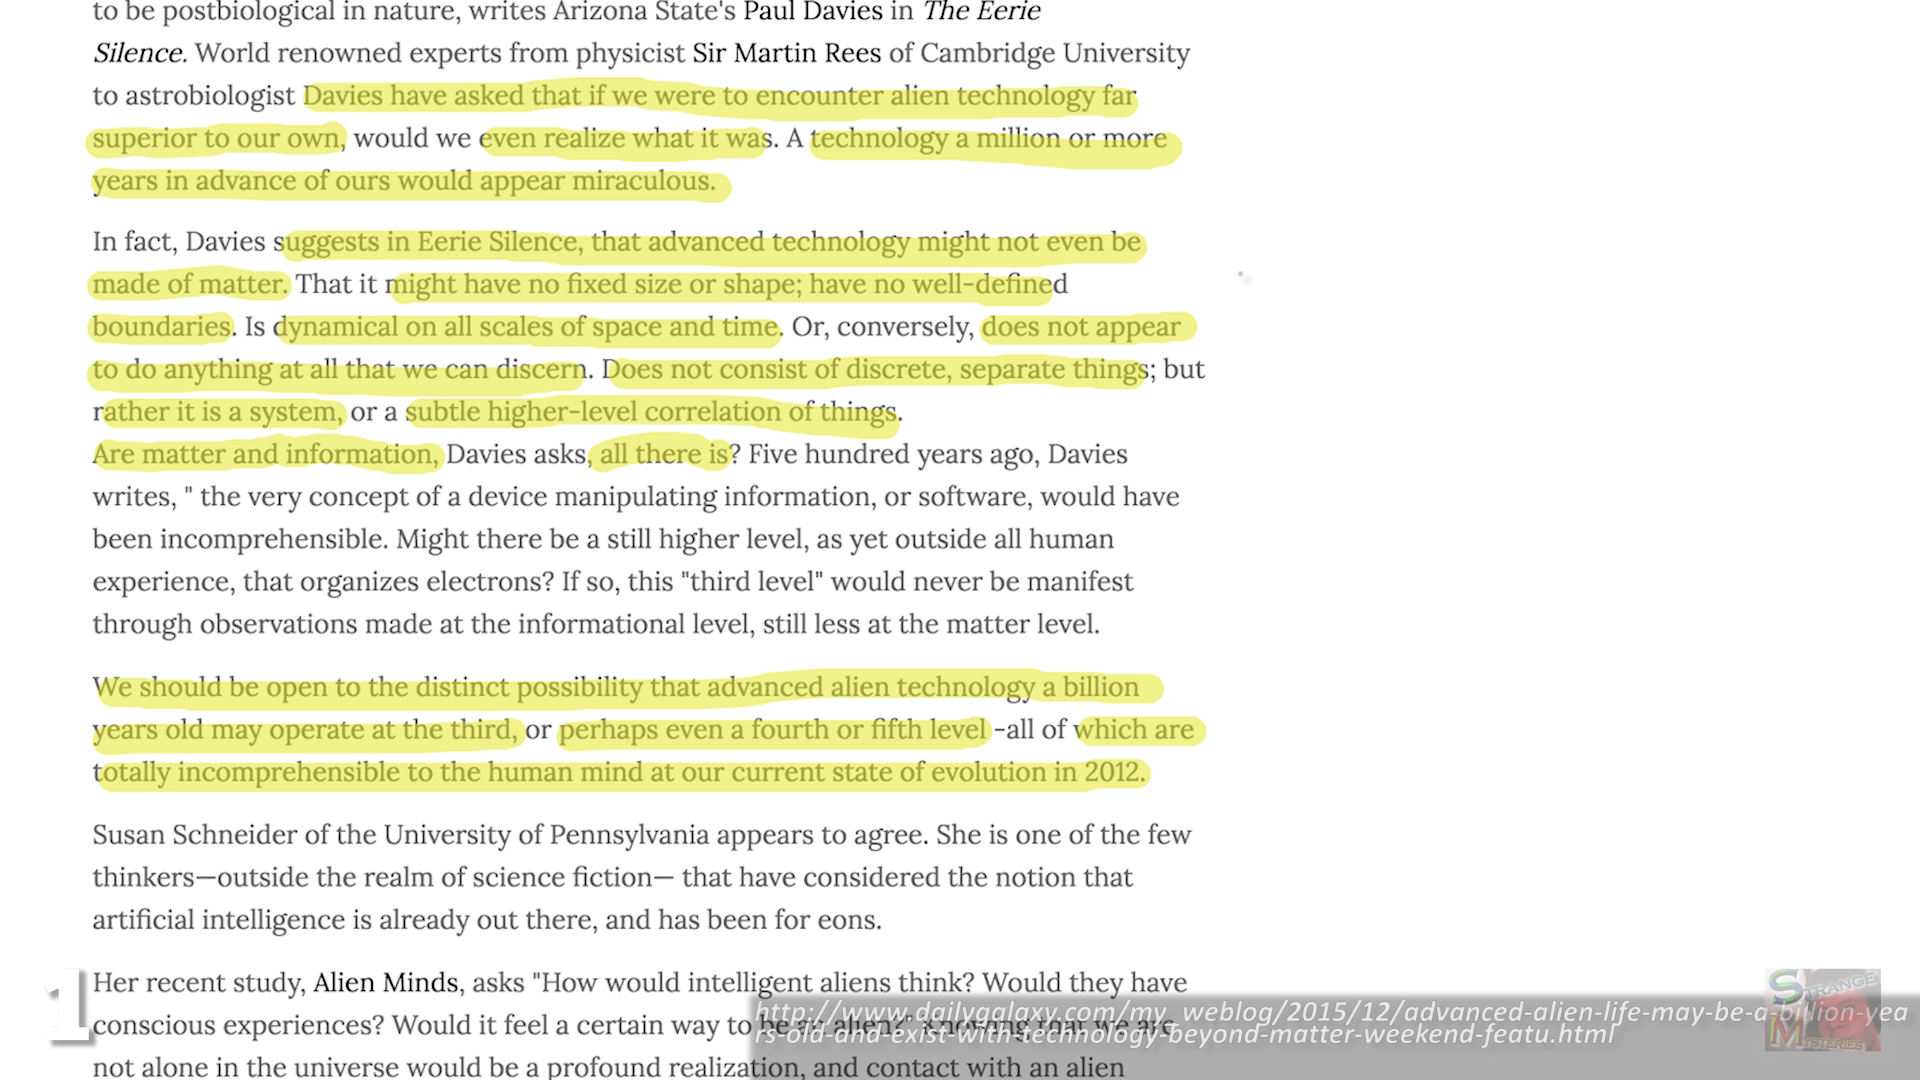 to be postbiological in nature, writes Arizona State's Paul Davies in The Eerie
Silence. World renowned experts from physicist Sir Martin Rees of Cambridge University
to astrobiologist Davies have asked that if we were to encounter alien technology far
superior to our own, would we even realize what it was. A technology a million or more
years in advance of ours would appear miraculous.
In fact, Davies suggests in Eerie Silence, that advanced technology might not even be
made of matter. That it might have no fixed size or shape; have no well-defined
boundaries. Is dynamical on all scales of space and time. Or, conversely, does not appear
to do anything at all that we can discern. Does not consist of discrete, separate things; but
rather it is a system, or a subtle higher-level correlation of things.
Are matter and information, Davies asks, all there is? Five hundred years ago, Davies
writes, " the very concept of a device manipulating information, or software, would have
been incomprehensible. Might there be a still higher level, as yet outside all human
experience, that organizes electrons? If so, this "third level" would never be manifest
through observations made at the informational level, still less at the matter level.
We should be open to the distinct possibility that advanced alien technology a billion
years old may operate at the third, or perhaps even a fourth or fifth level -all of which are
totally incomprehensible to the human mind at our current state of evolution in 2012.
Susan Schneider of the University of Pennsylvania appears to agree. She is one of the few
thinkers—outside the realm of science fiction— that have considered the notion that
artificial intelligence is already out there, and has been for eons.
Her recent study, Alien Minds, asks "How would intelligent aliens think? Would they have
conscious experiences? Would it feel a certain way to be an alien?" Knowing that we are
not alone in the universe would be a profound realization, and contact with an alien
1
http://www.dailygalaxy.com/my_weblog/2015/12/advanced-alien-life-may-be-a-billion-yea
rs-old-and-exist-with-technology-beyond-matter-weekend-featu.html
STRANGE
MYSTERIES